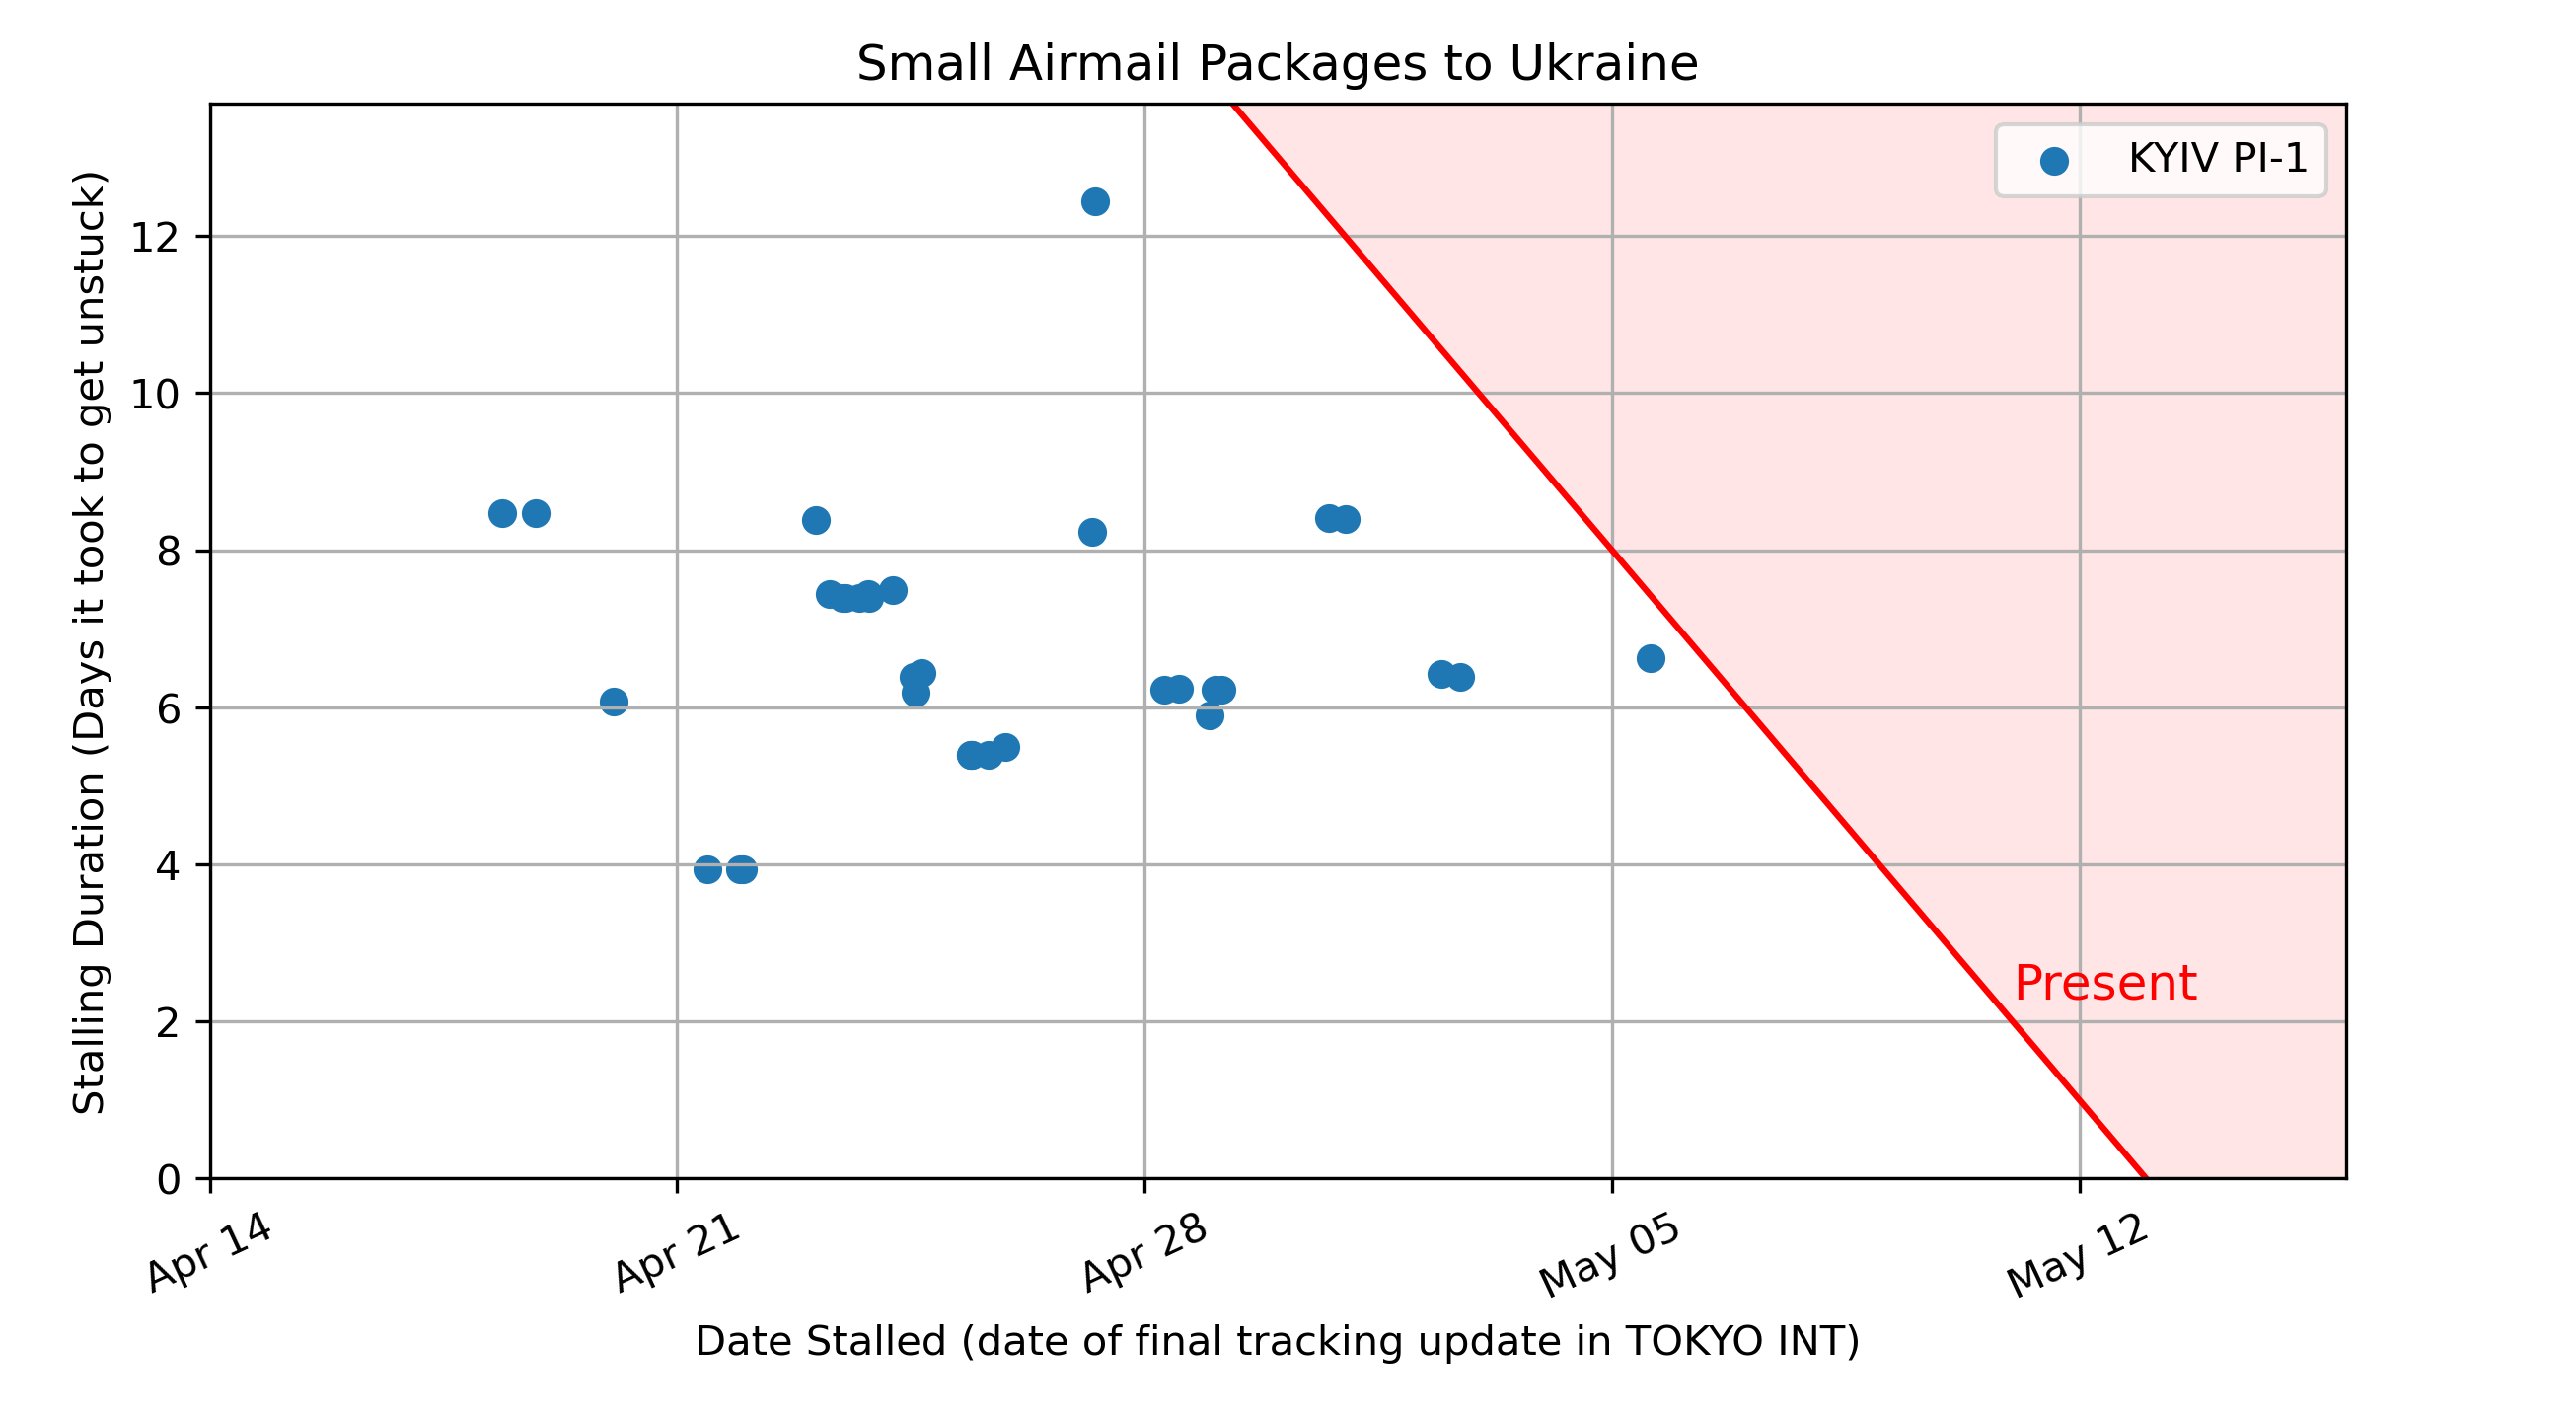 Small Airmail Packages to Ukraine
KYIV PI-1
Stalling Duration (Days it took to get unstuck)
12
10
8
6
4
2
0
Present
Apr 14
Apr 21
Apr 28
May 05
May 12
Date Stalled (date of final tracking update in TOKYO INT)